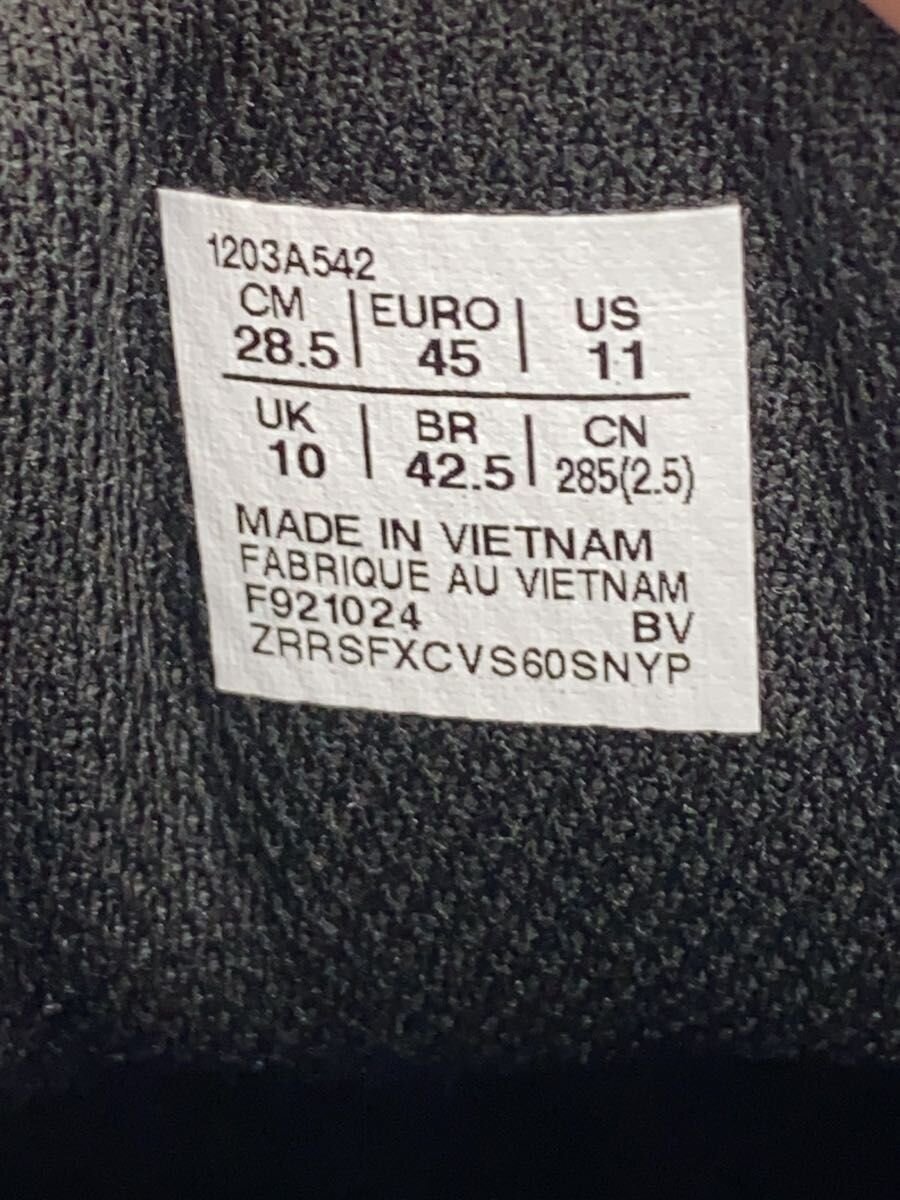 1203A542
CM | EURO | US
28.5 | 45 | 11
UK | BR | CN
10 | 42.5 | 285(2.5)
MADE IN VIETNAM
FABRIQUE AU VIETNAM
F921024 BV
ZRRSFXCVS60SNYP